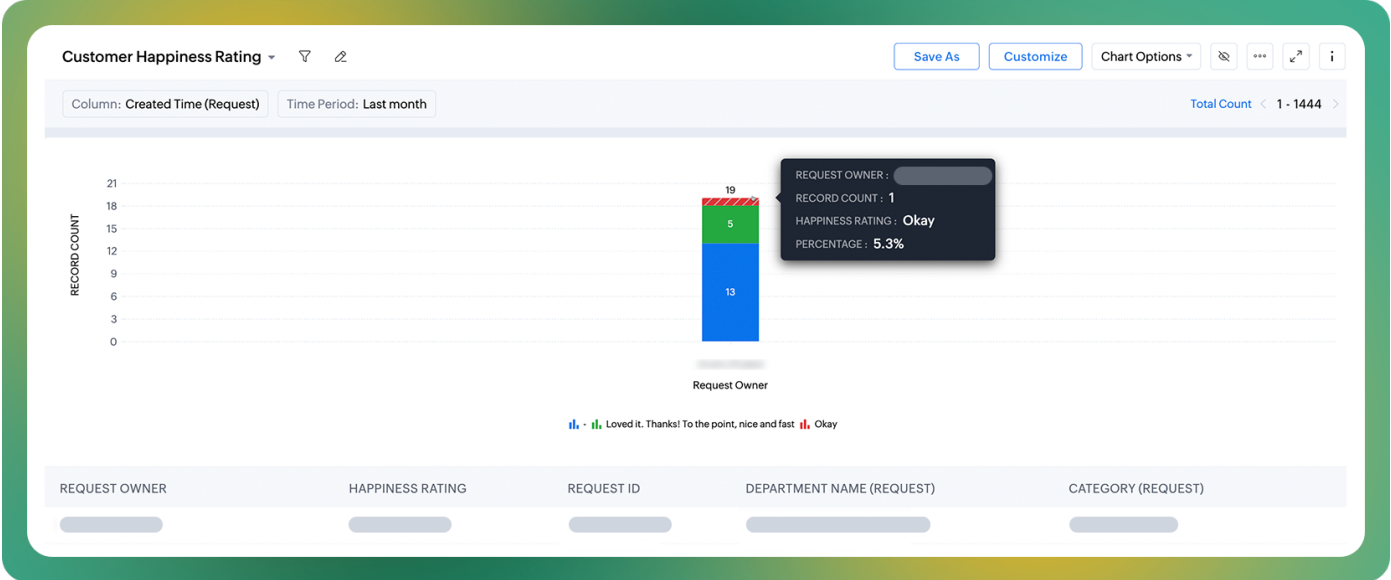 Customer Happiness Rating
Save As
Customize
Chart Options
Column: Created Time (Request)
Time Period: Last month
Total Count
1 - 1444
21
18
15
12
9
6
3
0
RECORD COUNT
19
5
13
REQUEST OWNER :
RECORD COUNT : 1
HAPPINESS RATING : Okay
PERCENTAGE : 5.3%
Request Owner
- Loved it. Thanks! To the point, nice and fast Okay
REQUEST OWNER HAPPINESS RATING REQUEST ID DEPARTMENT NAME (REQUEST) CATEGORY (REQUEST)